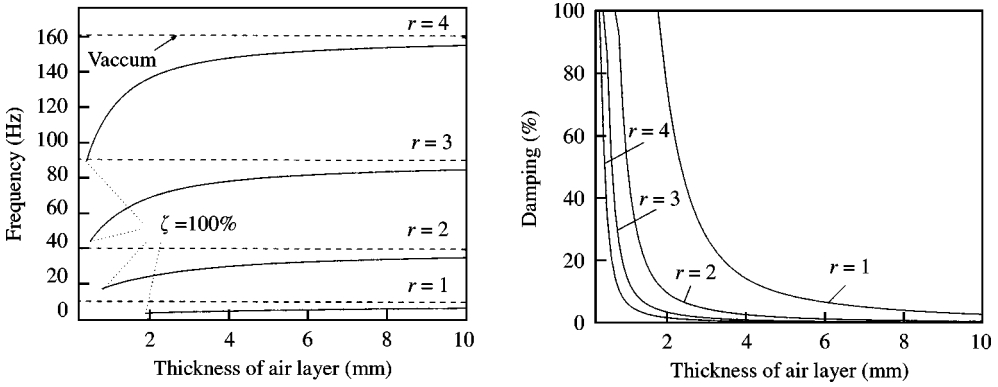 r = 4
160
Vaccum
140
120
100
r = 3
80
60
ζ =100%
r = 2
40
20
r = 1
0
2 4 6 8 10
Frequency (Hz)
Thickness of air layer (mm)
100
80
60
r = 4
40
r = 3
20
r = 2
r = 1
0
2 4 6 8 10
Damping (%)
Thickness of air layer (mm)